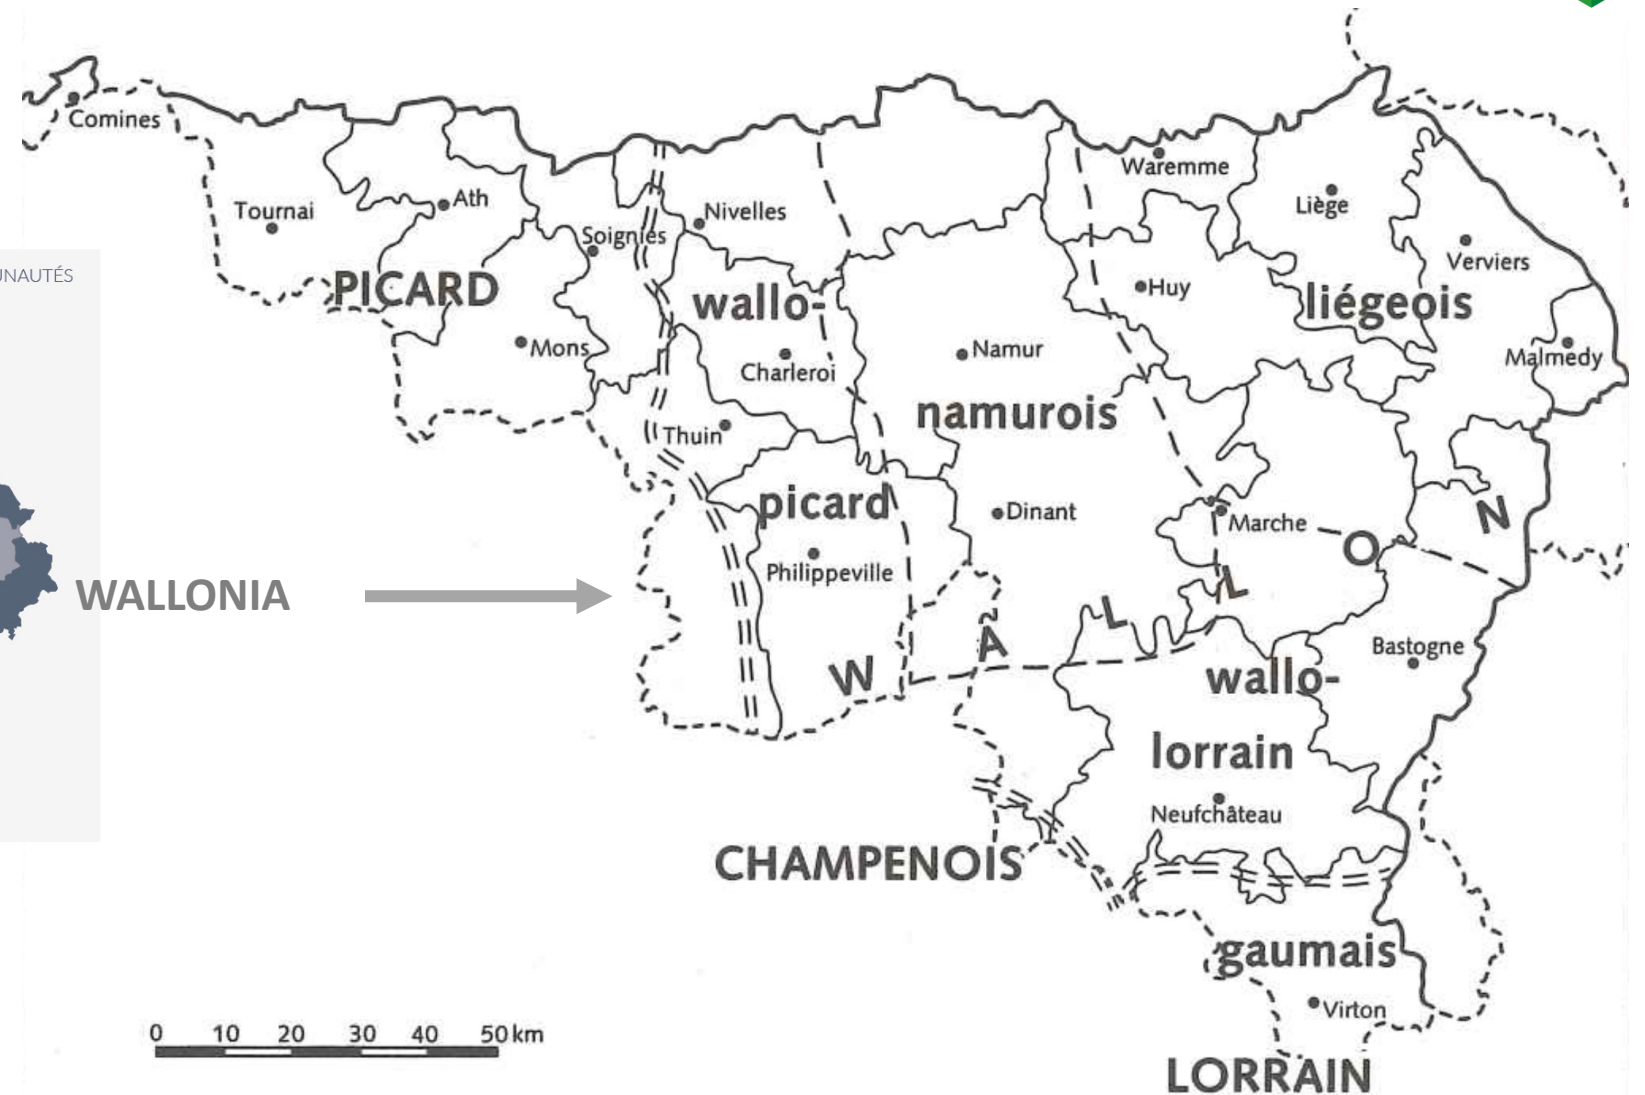 Comines
Waremme
Tournai
Ath
Nivelles
Liège
Soignies
Verviers
UNAUTÉS
PICARD
wallo-
Huy
liégeois
Mons
Charleroi
Namur
Malmedy
namurois
Thuin
picard
Dinant
Marche
Philippeville
WALLONIA
W A L L O N
Bastogne
wallo-
lorrain
Neufchâteau
CHAMPENOIS
gaumais
Virton
0 10 20 30 40 50 km
LORRAIN